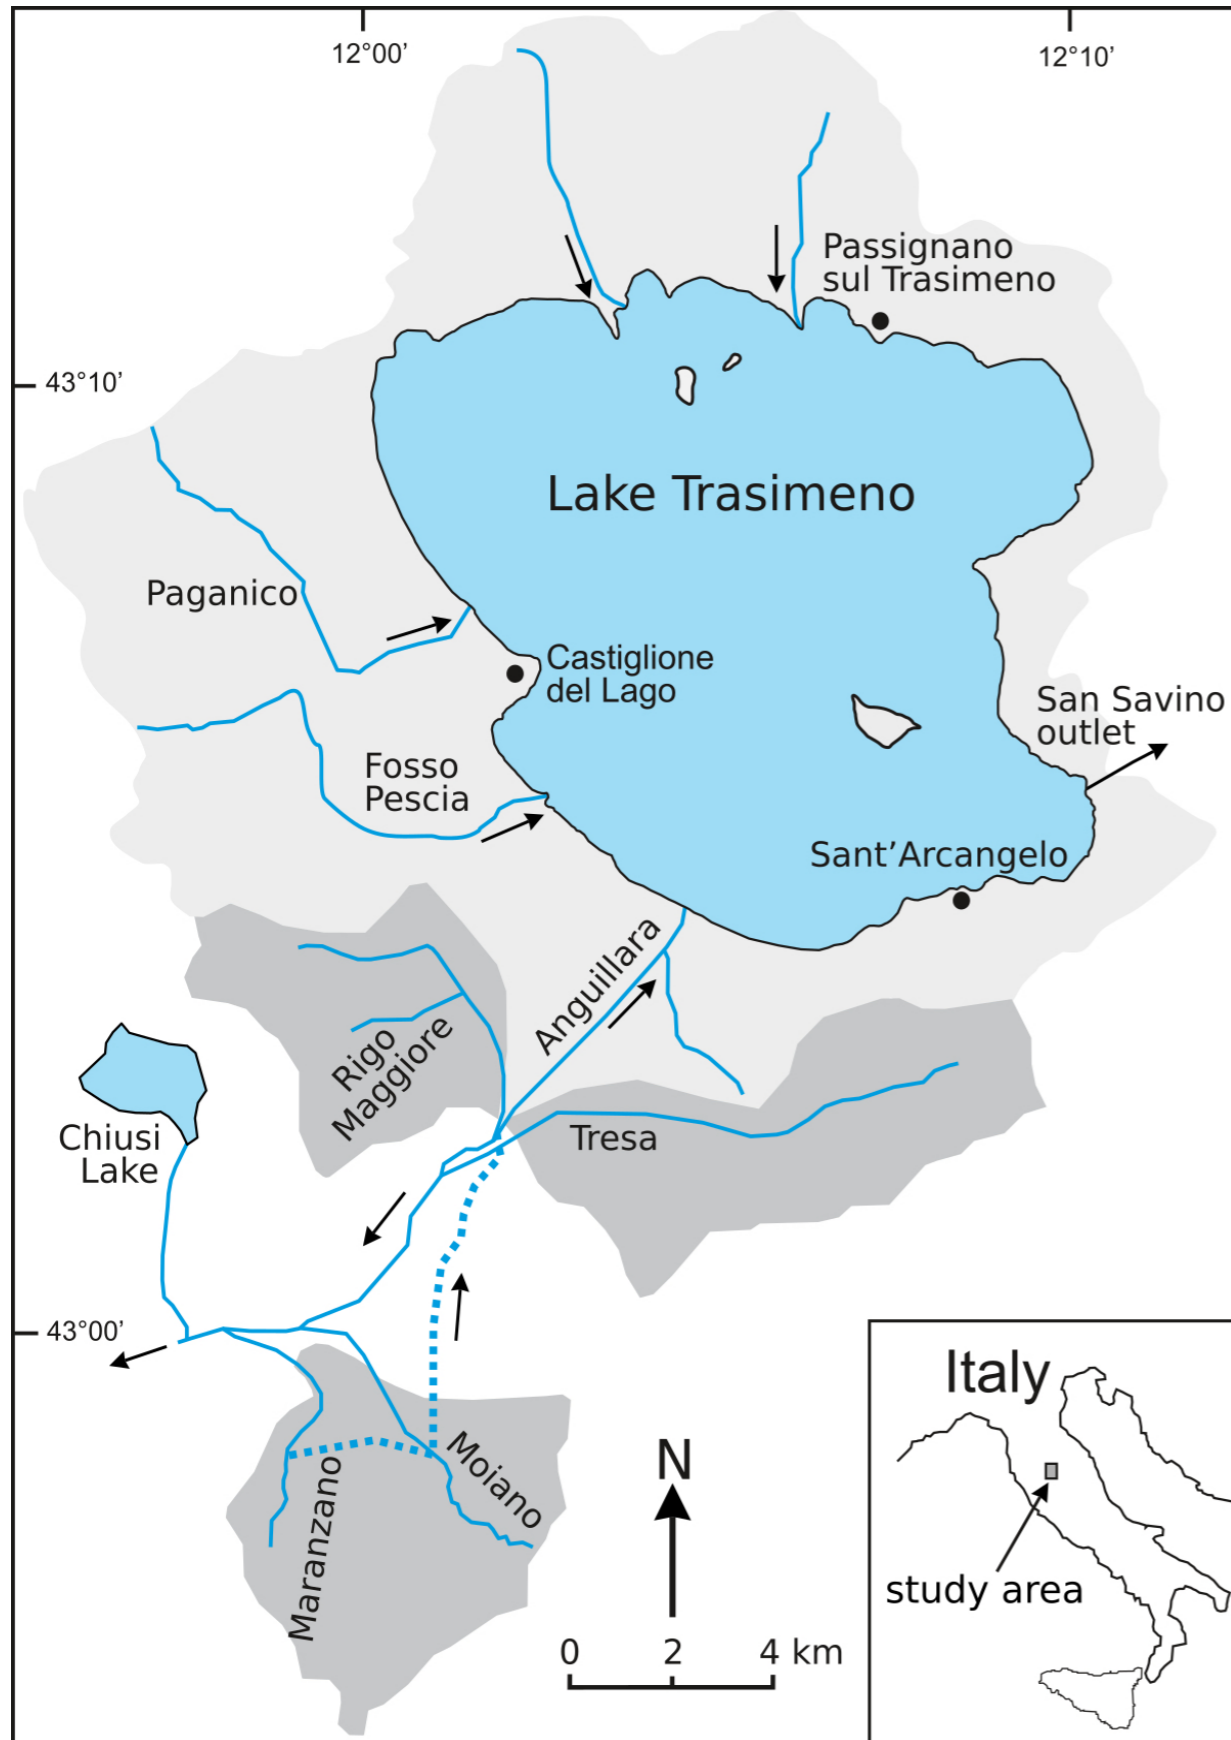 12°00’
12°10’
Passignano
sul Trasimeno
43°10’
Lake Trasimeno
Paganico
Castiglione
del Lago
San Savino
outlet
Fosso
Pescia
Sant’Arcangelo
Anguillara
Rigo
Maggiore
Chiusi
Lake
Tresa
43°00’
Italy
Moiano
Maranzano
N
study area
0 2 4 km